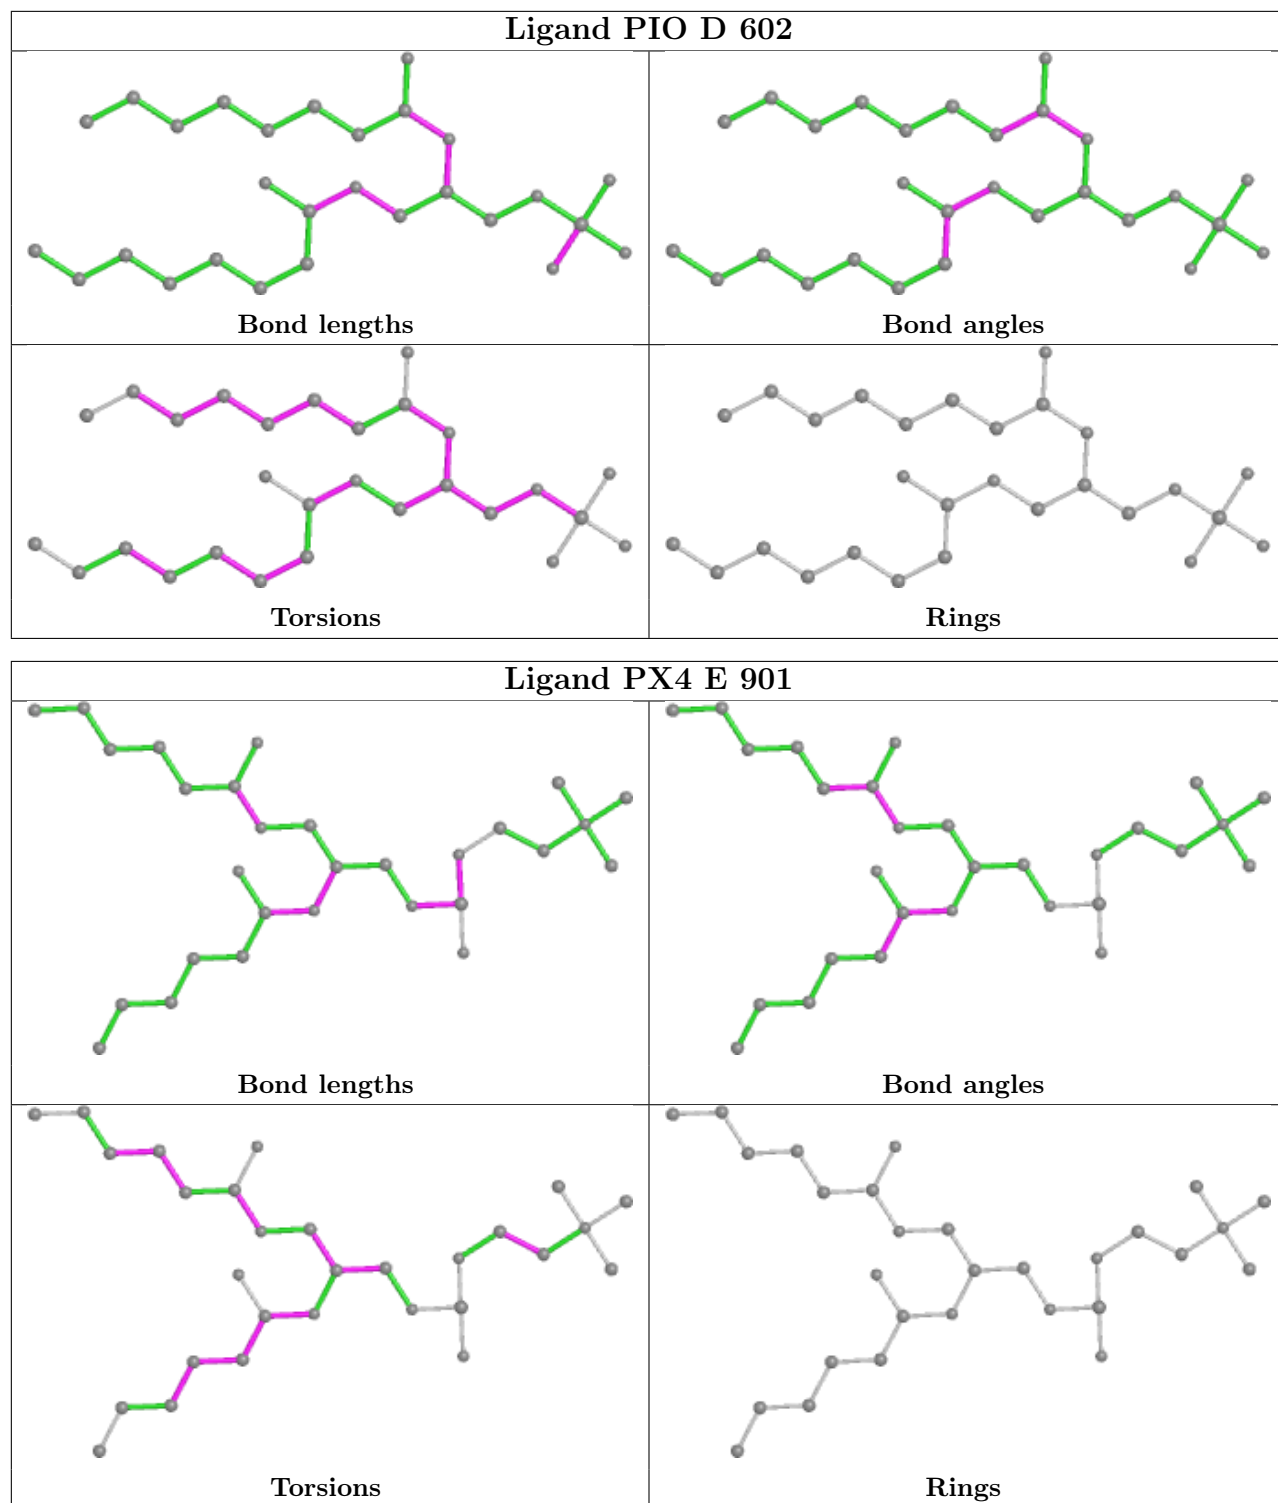 Ligand PIO D 602
Bond lengths
Bond angles
Torsions
Rings
Ligand PX4 E 901
Bond lengths
Bond angles
Torsions
Rings